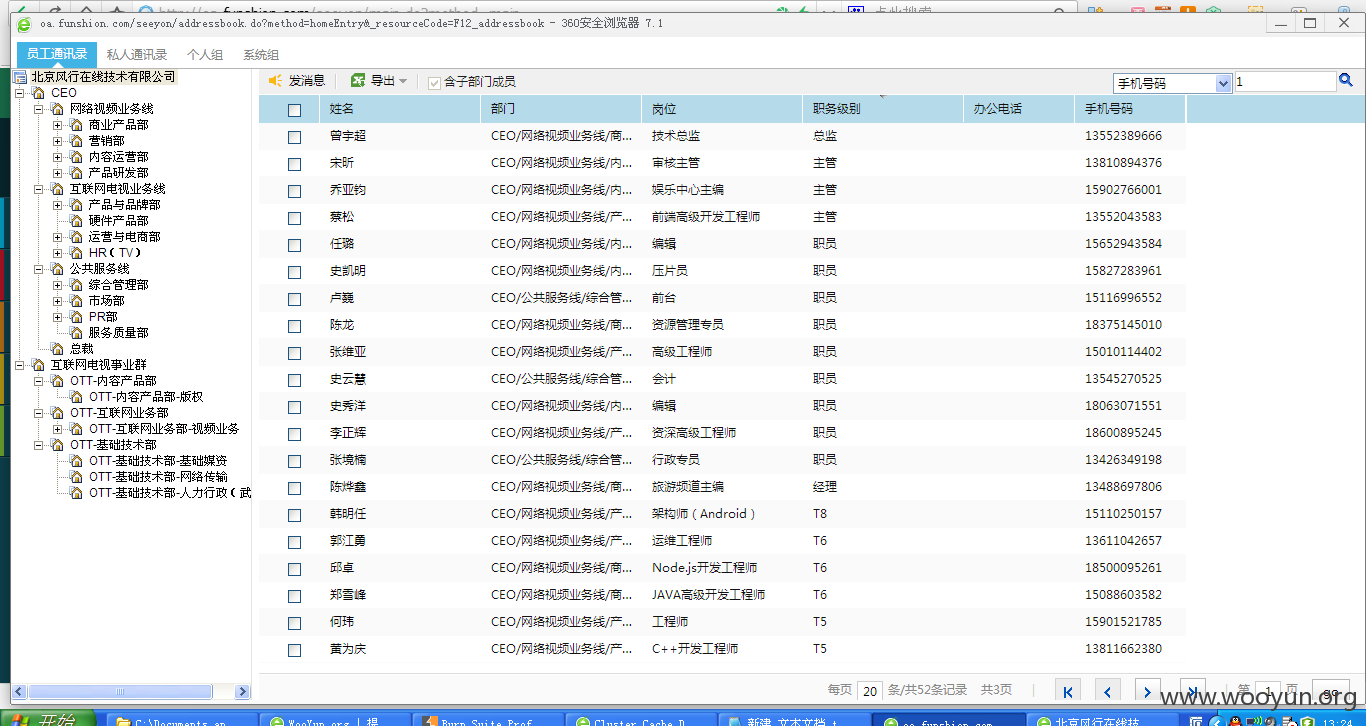 oa.funshion.com/seeyon/addressbook.do?method=homeEntry&_resourceCode=F12_addressbook - 360安全浏览器 7.1
员工通讯录 私人通讯录 个人组 系统组
北京风行在线技术有限公司
CEO
网络视频业务线
商业产品部
营销部
内容运营部
产品研发部
互联网电视业务线
产品与品牌部
硬件产品部
运营与电商部
HR ( TV )
公共服务线
综合管理部
市场部
PR部
服务质量部
总裁
互联网电视事业群
OTT-内容产品部
OTT-内容产品部-版权
OTT-互联网业务部
OTT-互联网业务部-视频业务
OTT-基础技术部
OTT-基础技术部-基础媒资
OTT-基础技术部-网络传输
OTT-基础技术部-人力行政 ( 武
发消息 导出 含子部门成员 手机号码 1
姓名 部门 岗位 职务级别 办公电话 手机号码
曾宇超 CEO/网络视频业务线/商... 技术总监 总监 13552389666
宋昕 CEO/网络视频业务线/内... 审核主管 主管 13810894376
乔亚钧 CEO/网络视频业务线/内... 娱乐中心主编 主管 15902766001
蔡松 CEO/网络视频业务线/产... 前端高级开发工程师 主管 13552043583
任璐 CEO/网络视频业务线/内... 编辑 职员 15652943584
史凯明 CEO/网络视频业务线/内... 压片员 职员 15827283961
卢巍 CEO/公共服务线/综合管... 前台 职员 15116996552
陈龙 CEO/网络视频业务线/商... 资源管理专员 职员 18375145010
张维亚 CEO/网络视频业务线/产... 高级工程师 职员 15010114402
史云慧 CEO/公共服务线/综合管... 会计 职员 13545270525
史秀洋 CEO/网络视频业务线/内... 编辑 职员 18063071551
李正辉 CEO/网络视频业务线/产... 资深高级工程师 职员 18600895245
张境楠 CEO/公共服务线/综合管... 行政专员 职员 13426349198
陈烨鑫 CEO/网络视频业务线/商... 旅游频道主编 经理 13488697806
韩明任 CEO/网络视频业务线/产... 架构师 ( Android ) T8 15110250157
郭江勇 CEO/网络视频业务线/产... 运维工程师 T6 13611042657
邱卓 CEO/网络视频业务线/商... Node.js开发工程师 T6 18500095261
郑雪峰 CEO/网络视频业务线/商... JAVA高级开发工程师 T6 15088603582
何玮 CEO/网络视频业务线/产... 工程师 T5 15901521785
黄为庆 CEO/网络视频业务线/产... C++开发工程师 T5 13811662380
每页 20 条/共52条记录 共3页 第 1 页 go
www.wooyun.org
开始 C:\Documents an WooYun.org | 提 Burp Suite Prof Cluster Cache D 新建 文本文档.t oa.funshion.com 北京风行在线技 13:20